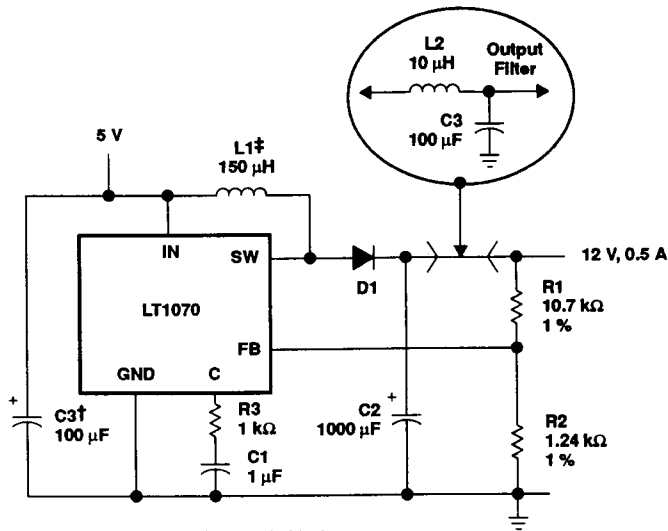 L2
10 µH
Output
Filter
C3
100 µF
5 V
L1‡
150 µH
IN
SW
12 V, 0.5 A
D1
R1
10.7 kΩ
1 %
LT1070
FB
GND
C
+
C3†
100 µF
R3
1 kΩ
C1
1 µF
+
C2
1000 µF
R2
1.24 kΩ
1 %